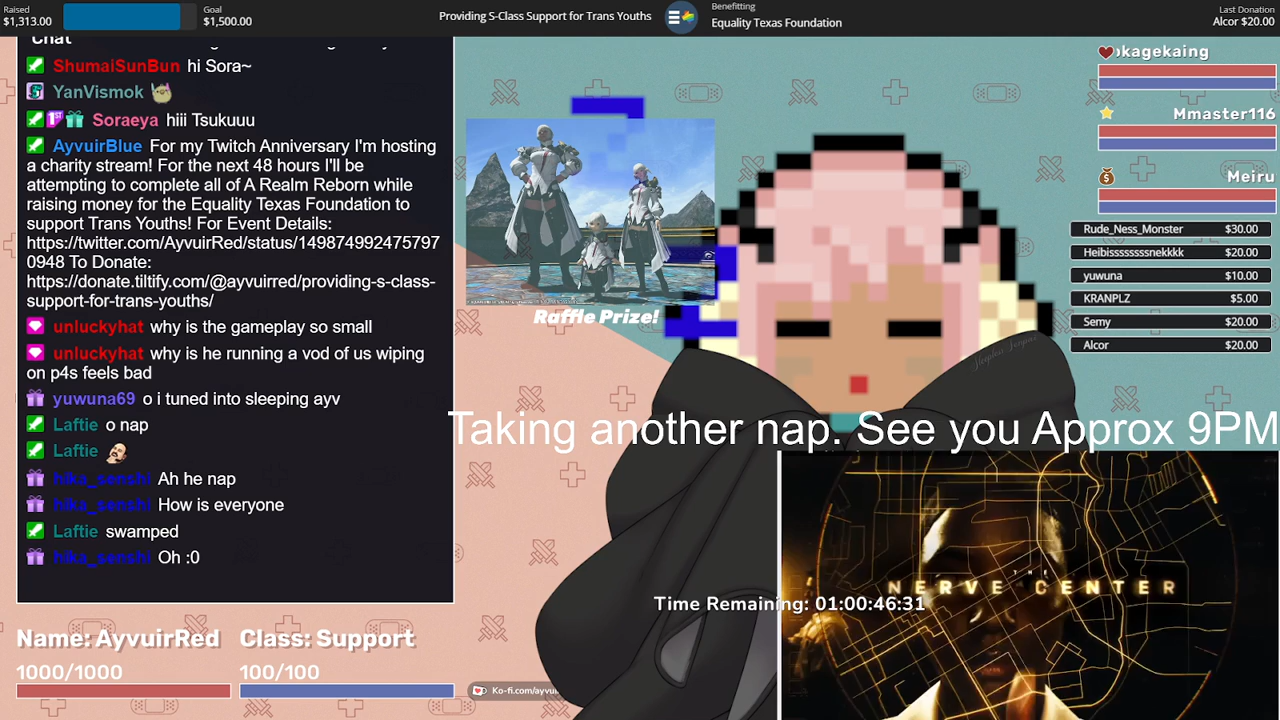 Raised
$1,313.00
Goal
$1,500.00
Providing S-Class Support for Trans Youths
Benefitting
Equality Texas Foundation
Last Donation
Alcor $20.00
Chat
ShumaiSunBun hi Sora~
YanVismok
1ST Soraeya hiii Tsukuuu
AyvuirBlue For my Twitch Anniversary I'm hosting
a charity stream! For the next 48 hours I'll be
attempting to complete all of A Realm Reborn while
raising money for the Equality Texas Foundation to
support Trans Youths! For Event Details:
https://twitter.com/AyvuirRed/status/149874992475797
0948 To Donate:
https://donate.tiltify.com/@ayvuirred/providing-s-class-
support-for-trans-youths/
unluckyhat why is the gameplay so small
unluckyhat why is he running a vod of us wiping
on p4s feels bad
yuwuna69 o i tuned into sleeping ayv
Laftie o nap
Laftie
hika_senshi Ah he nap
hika_senshi How is everyone
Laftie swamped
hika_senshi Oh :0
Name: AyvuirRed
1000/1000
Class: Support
100/100
Raffle Prize!
kagekaing
Mmaster116
Meiru
Rude_Ness_Monster $30.00
Heibisssssssssnekkkk $20.00
yuwuna $10.00
KRANPLZ $5.00
Semy $20.00
Alcor $20.00
Taking another nap. See you Approx 9PM
THE
NERVE CENTER
Time Remaining: 01:00:46:31
Ko-fi.com/ayvui